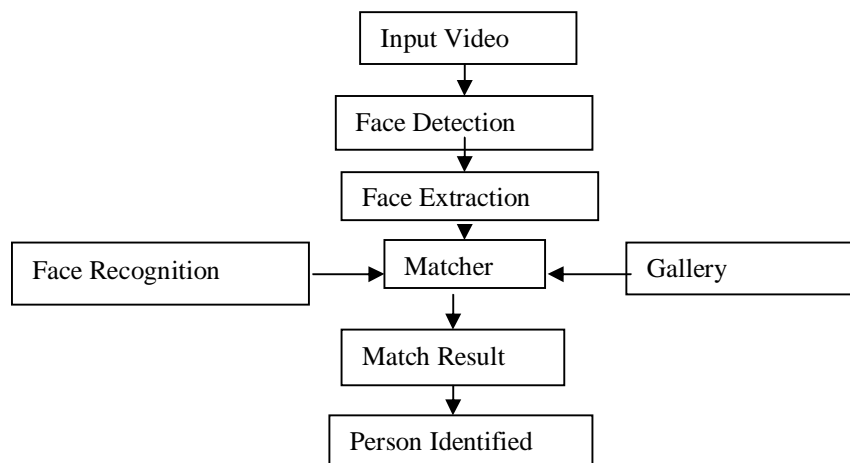 Input Video
Face Detection
Face Extraction
Face Recognition
Matcher
Gallery
Match Result
Person Identified